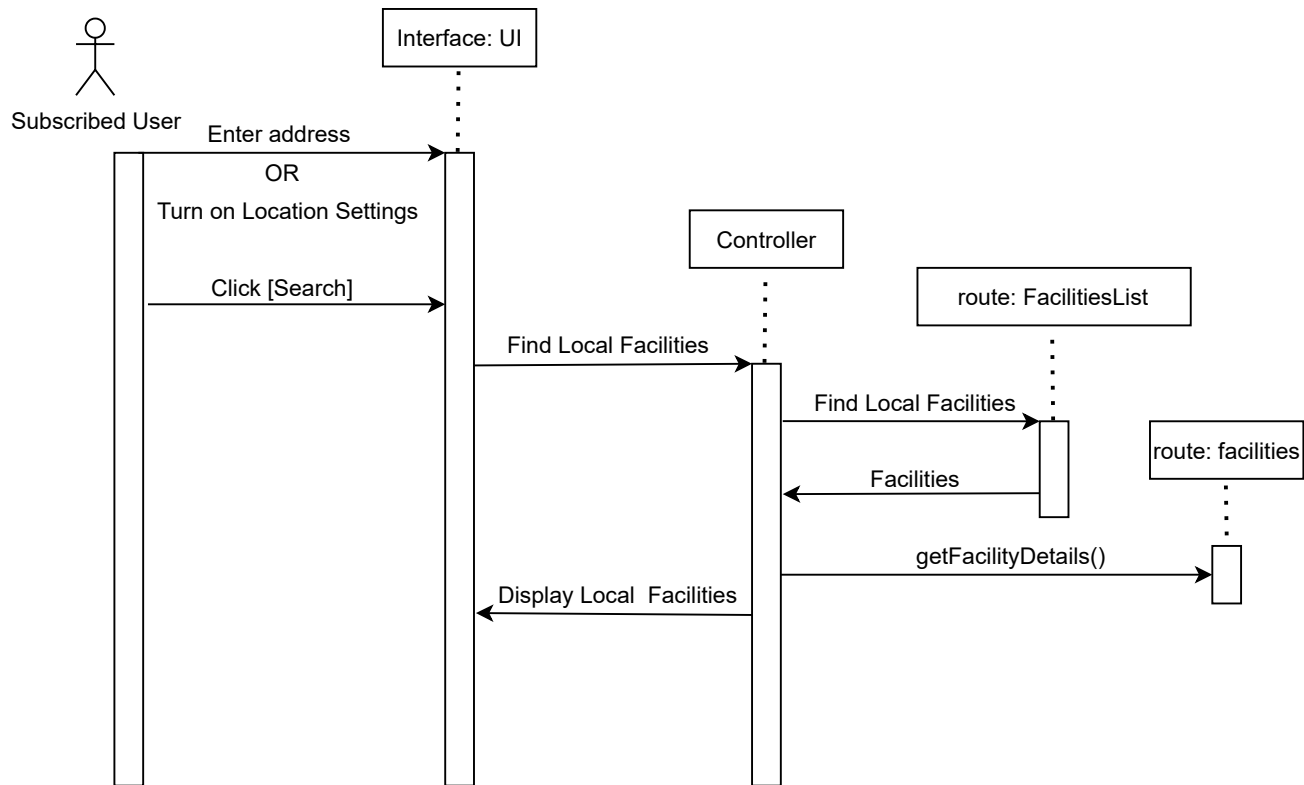 Interface: UI
Subscribed User
Enter address
OR
Turn on Location Settings
Controller
Click [Search]
route: FacilitiesList
Find Local Facilities
Find Local Facilities
route: facilities
Facilities
getFacilityDetails()
Display Local  Facilities